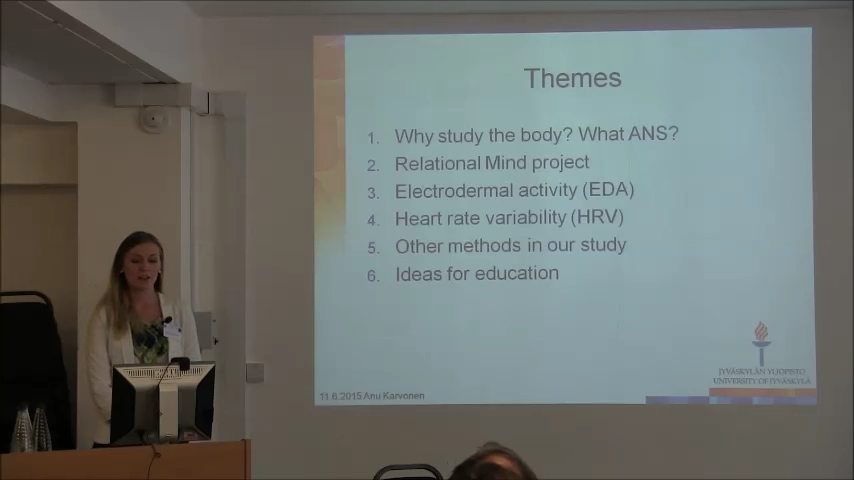 Themes
1. Why study the body? What ANS?
2. Relational Mind project
3. Electrodermal activity (EDA)
4. Heart rate variability (HRV)
5. Other methods in our study
6. Ideas for education
JYVÄSKYLÄN YLIOPISTO
UNIVERSITY OF JYVÄSKYLÄ
11.6.2015 Anu Karvonen